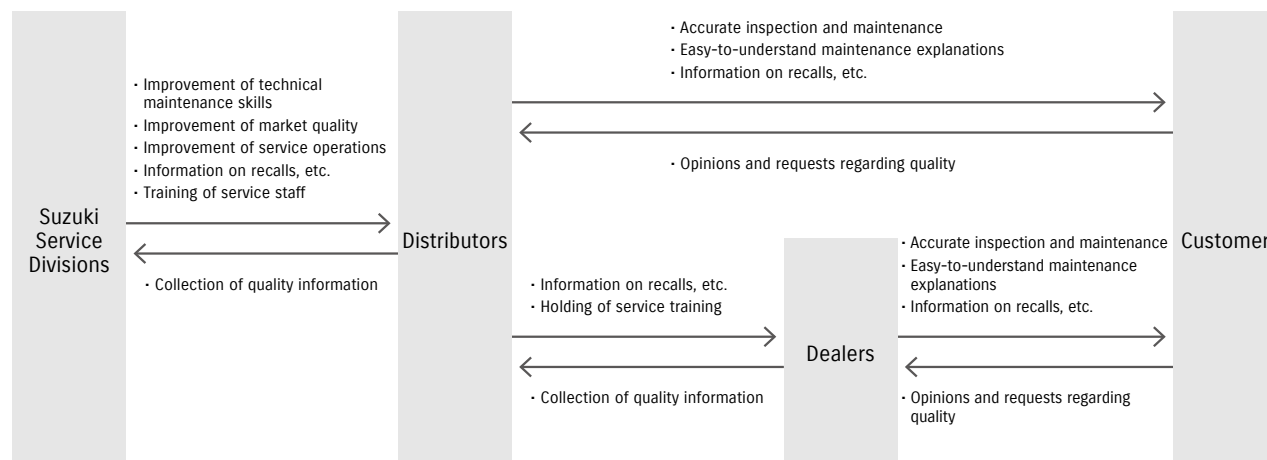 Suzuki
Service
Divisions
· Improvement of technical
maintenance skills
· Improvement of market quality
· Improvement of service operations
· Information on recalls, etc.
· Training of service staff
· Collection of quality information
Distributors
· Accurate inspection and maintenance
· Easy-to-understand maintenance explanations
· Information on recalls, etc.
· Opinions and requests regarding quality
· Information on recalls, etc.
· Holding of service training
· Collection of quality information
Dealers
· Accurate inspection and maintenance
· Easy-to-understand maintenance
explanations
· Information on recalls, etc.
· Opinions and requests regarding
quality
Customer